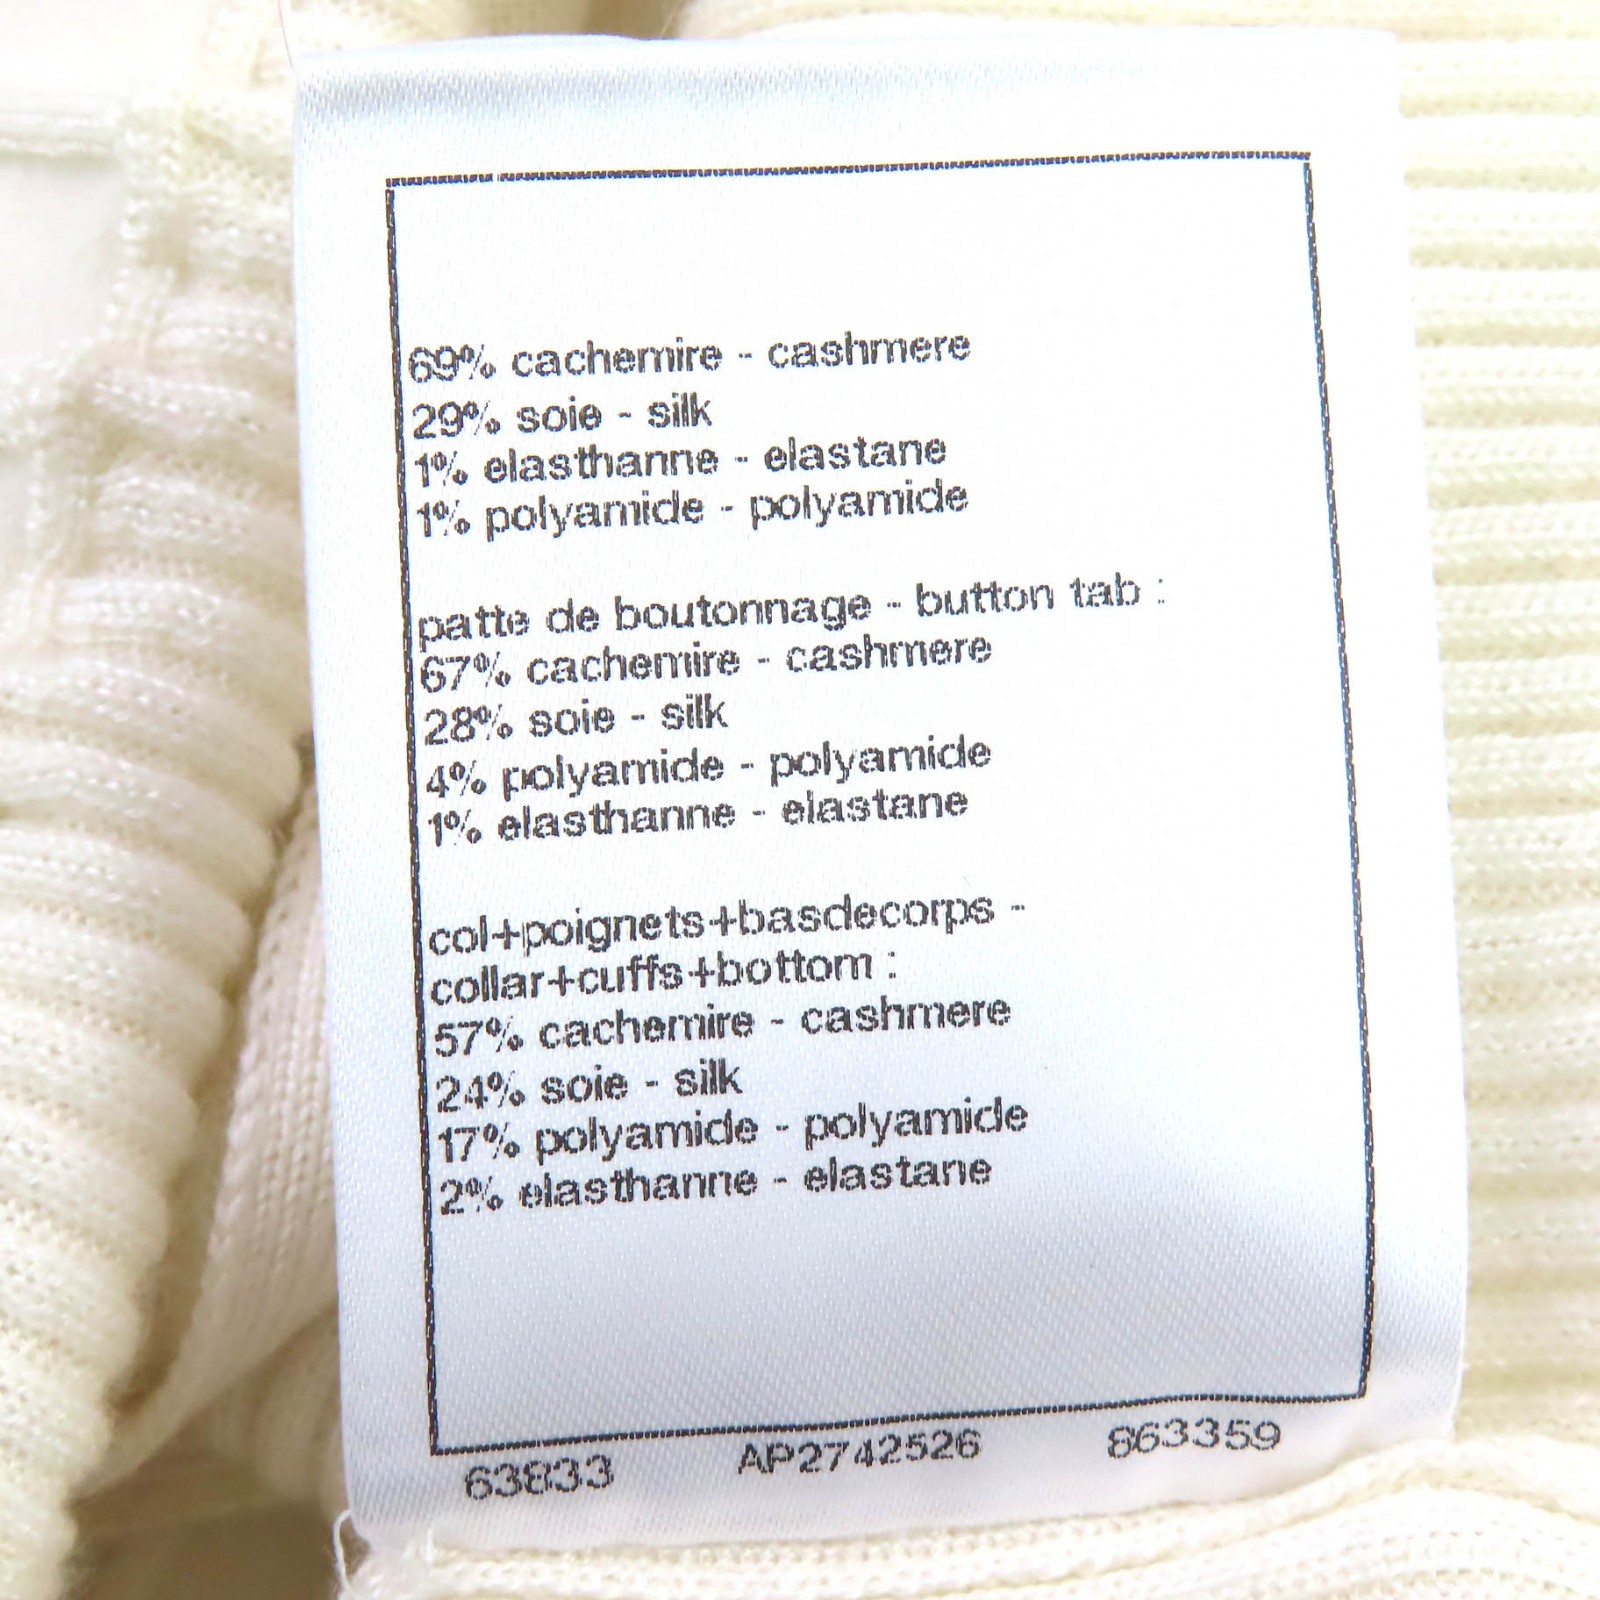 69% cachemire - cashmere
29% soie - silk
1% elasthanne - elastane
1% polyamide - polyamide
patte de boutonnage - button tab :
67% cachemire - cashmere
28% soie - silk
4% polyamide - polyamide
1% elasthanne - elastane
col+poignets+basdecorps -
collar+cuffs+bottom :
57% cachemire - cashmere
24% soie - silk
17% polyamide - polyamide
2% elasthanne - elastane
63833 AP2742526 863359